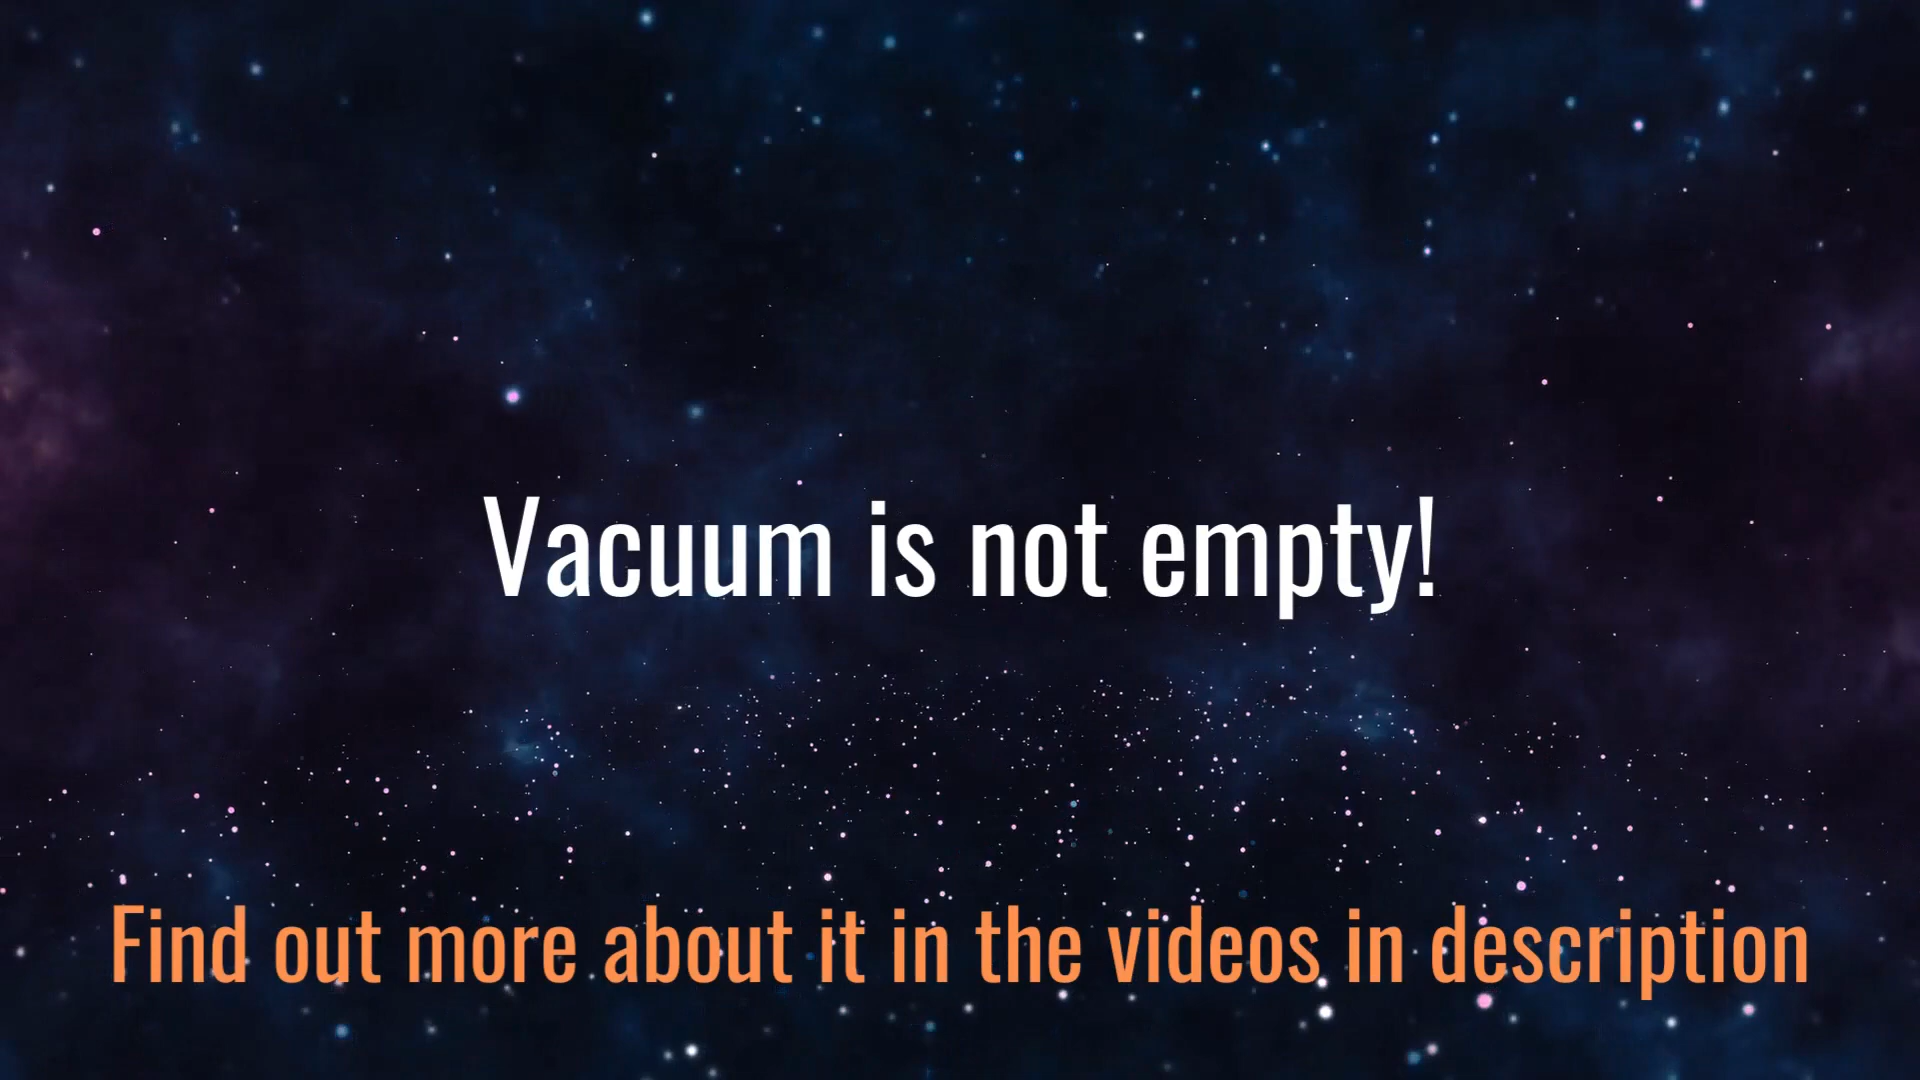 Vacuum is not empty!
Find out more about it in the videos in description